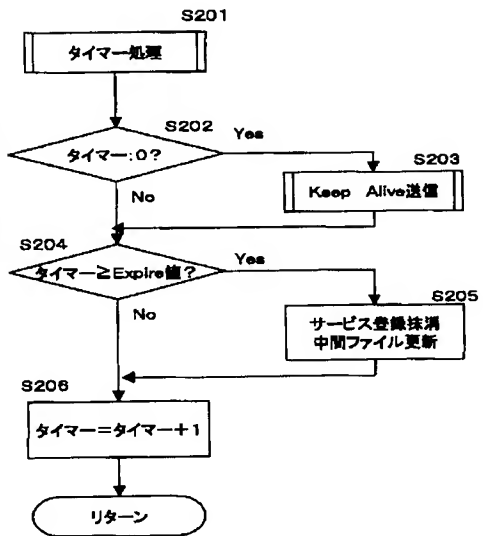 S201
タイマー処理
S202
タイマー:0?
Yes
S203
Keep Alive送信
No
S204
タイマー≧Expire値?
Yes
S205
サービス登録抹消
中間ファイル更新
No
S206
タイマー=タイマー+1
リターン